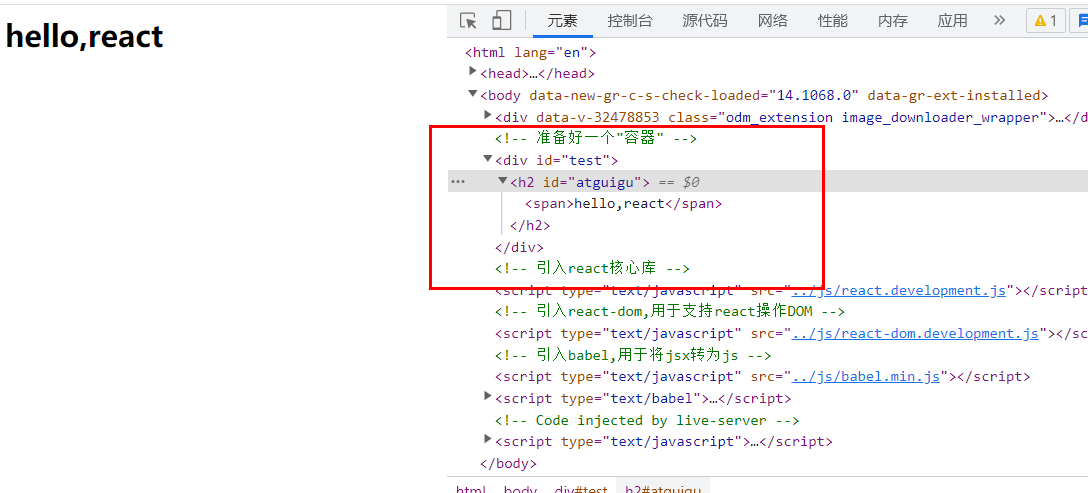 hello,react
元素 控制台 源代码 网络 性能 内存 应用 » 1
<html lang="en">
<head>…</head>
<body data-new-gr-c-s-check-loaded="14.1068.0" data-gr-ext-installed>
<div data-v-32478853 class="odm_extension image_downloader_wrapper">…</d
<!-- 准备好一个"容器" -->
<div id="test">
··· <h2 id="atguigu"> == $0
<span>hello,react</span>
</h2>
</div>
<!-- 引入react核心库 -->
<script type="text/javascript" src="../js/react.development.js"></script
<!-- 引入react-dom,用于支持react操作DOM -->
<script type="text/javascript" src="../js/react-dom.development.js"></sc
<!-- 引入babel,用于将jsx转为js -->
<script type="text/javascript" src="../js/babel.min.js"></script>
<script type="text/babel">…</script>
<!-- Code injected by live-server -->
<script type="text/javascript">…</script>
</body>
html body div#test h2#atguigu